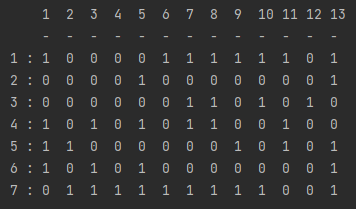 1 2 3 4 5 6 7 8 9 10 11 12 13
- - - - - - - - - - - - -
1 : 1 0 0 0 0 1 1 1 1 1 1 0 1
2 : 1 0 0 0 1 0 0 0 0 0 0 0 1
3 : 0 0 0 0 0 0 1 1 0 1 0 1 0
4 : 1 0 1 0 1 0 1 1 0 0 1 0 1
5 : 1 1 0 0 0 0 0 0 1 0 1 0 1
6 : 1 0 1 0 1 0 0 0 0 0 0 0 1
7 : 0 1 1 1 1 1 1 1 1 1 0 0 1